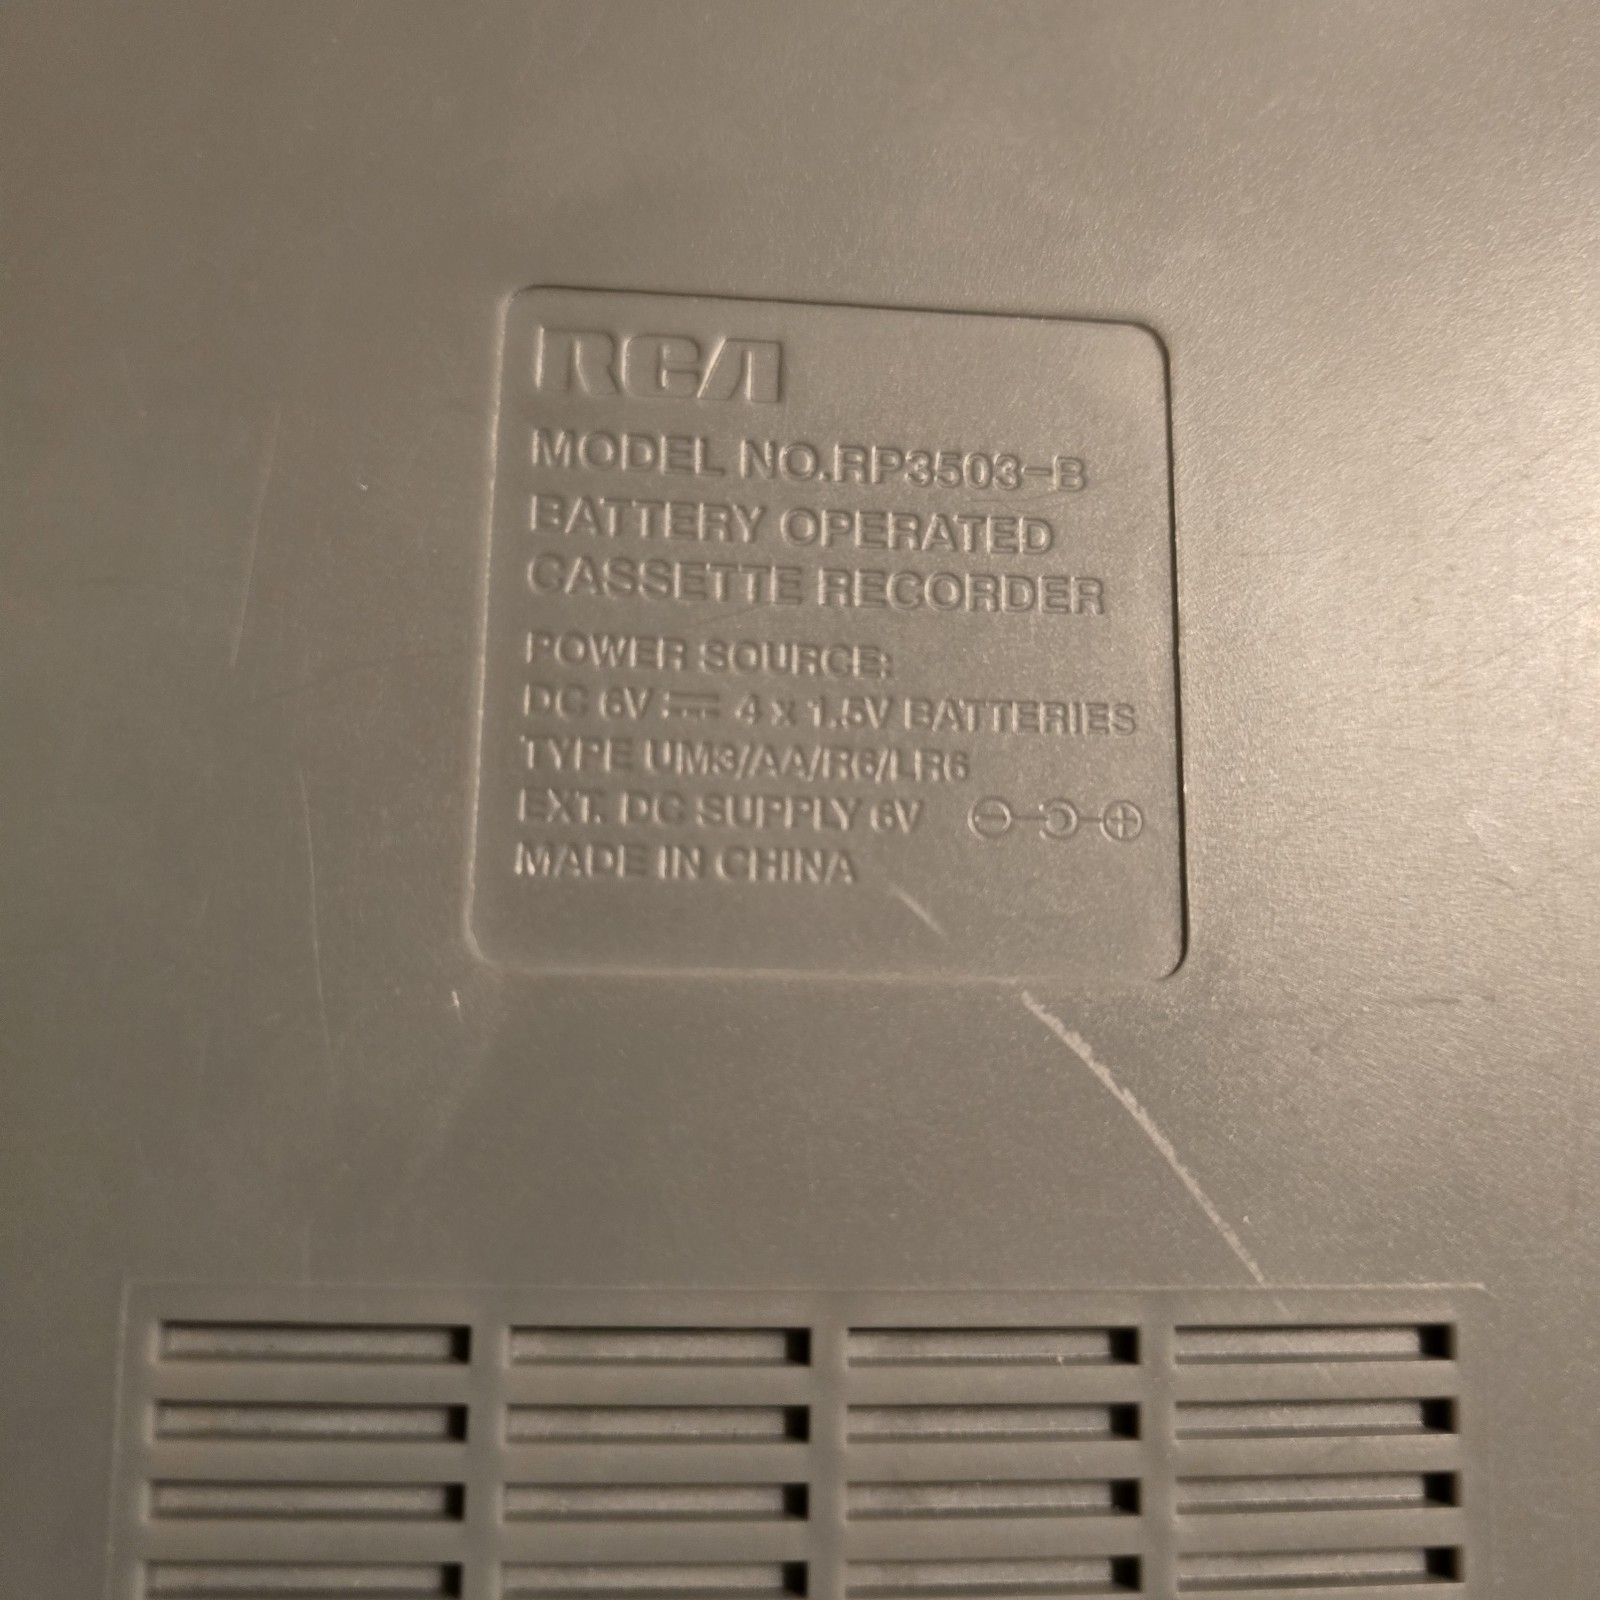 RCA
MODEL NO.RP3503-B
BATTERY OPERATED
CASSETTE RECORDER
POWER SOURCE:
DC 6V ⎓ 4 x 1.5V BATTERIES
TYPE UM3/AA/R6/LR6
EXT. DC SUPPLY 6V
MADE IN CHINA